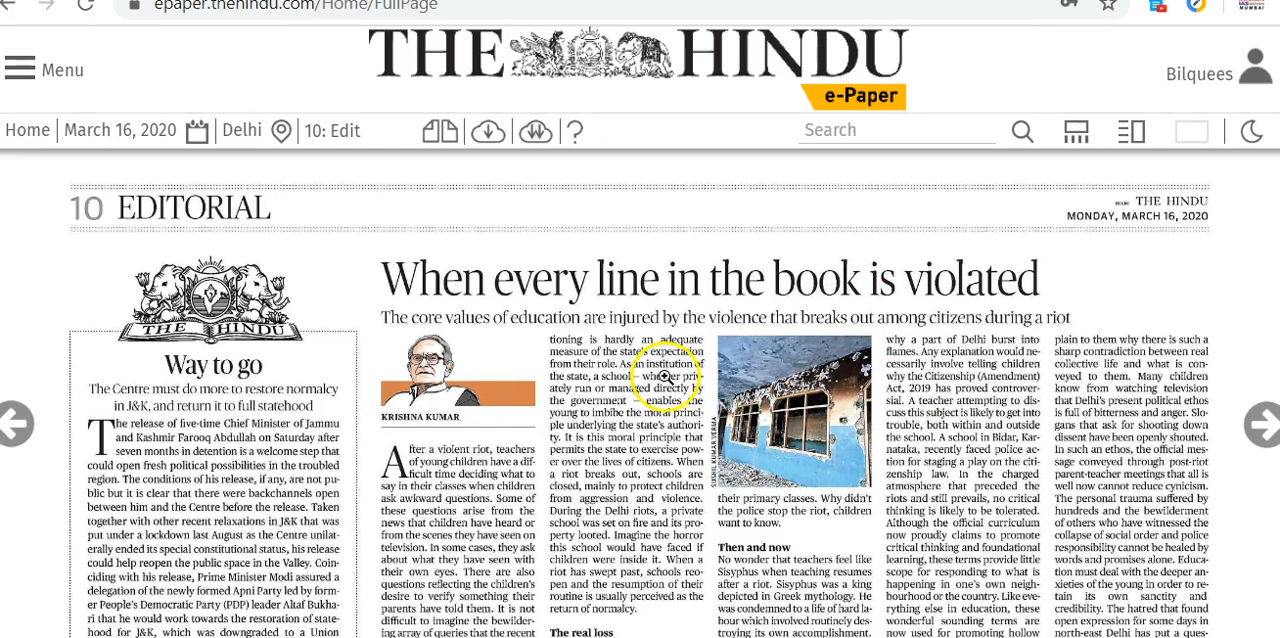 epaper.thehindu.com/Home/FullPage
Menu
THE HINDU
e-Paper
Bilquees
Home
March 16, 2020
Delhi
10: Edit
?
Search
10 EDITORIAL
THE HINDU
MONDAY, MARCH 16, 2020
THE HINDU
Way to go
The Centre must do more to restore normalcy
in J&K, and return it to full statehood
The release of five-time Chief Minister of Jammu
and Kashmir Farooq Abdullah on Saturday after
seven months in detention is a welcome step that
could open fresh political possibilities in the troubled
region. The conditions of his release, if any, are not pu-
blic but it is clear that there were backchannels open
between him and the Centre before the release. Taken
together with other recent relaxations in J&K that was
put under a lockdown last August as the Centre unilat-
erally ended its special constitutional status, his release
could help reopen the public space in the Valley. Coin-
ciding with his release, Prime Minister Modi assured a
delegation of the newly formed Apni Party led by form-
er People's Democratic Party (PDP) leader Altaf Bukha-
ri that he would work towards the restoration of state-
hood for J&K, which was downgraded to a Union
When every line in the book is violated
The core values of education are injured by the violence that breaks out among citizens during a riot
KRISHNA KUMAR
After a violent riot, teachers
of young children have a dif-
ficult time deciding what to
say in their classes when children
ask awkward questions. Some of
these questions arise from the
news that children have heard or
from the scenes they have seen on
television. In some cases, they ask
about what they have seen with
their own eyes. There are also
questions reflecting the children's
desire to verify something their
parents have told them. It is not
difficult to imagine the bewilder-
ing array of queries that the recent
tioning is hardly an adequate
measure of the state's expectation
from their role. As an institution of
the state, a school – whether priv-
ately run or managed directly by
the government – enables the
young to imbibe the moral princi-
ple underlying the state's authori-
ty. It is this moral principle that
permits the state to exercise pow-
er over the lives of citizens. When
a riot breaks out, schools are
closed, mainly to protect children
from aggression and violence.
During the Delhi riots, a private
school was set on fire and its pro-
perty looted. Imagine the horror
this school would have faced if
children were inside it. When a
riot has swept past, schools reo-
pen and the resumption of their
routine is usually perceived as the
return of normalcy.
The real loss
SUSHIL KUMAR VERMA
their primary classes. Why didn't
the police stop the riot, children
want to know.
Then and now
No wonder that teachers feel like
Sisyphus when teaching resumes
after a riot. Sisyphus was a king
depicted in Greek mythology. He
was condemned to a life of hard la-
bour which involved routinely des-
troying its own accomplishment.
why a part of Delhi burst into
flames. Any explanation would ne-
cessarily involve telling children
why the Citizenship (Amendment)
Act, 2019 has proved controver-
sial. A teacher attempting to dis-
cuss this subject is likely to get into
trouble, both within and outside
the school. A school in Bidar, Kar-
nataka, recently faced police ac-
tion for staging a play on the citi-
zenship law. In the charged
atmosphere that preceded the
riots and still prevails, no critical
thinking is likely to be tolerated.
Although the official curriculum
now proudly claims to promote
critical thinking and foundational
learning, these terms provide little
scope for responding to what is
happening in one's own neigh-
bourhood or the country. Like eve-
rything else in education, these
wonderful sounding terms are
now used for promoting hollow
plain to them why there is such a
sharp contradiction between real
collective life and what is con-
veyed to them. Many children
know from watching television
that Delhi's present political ethos
is full of bitterness and anger. Slo-
gans that ask for shooting down
dissent have been openly shouted.
In such an ethos, the official mes-
sage conveyed through post-riot
parent-teacher meetings that all is
well now cannot reduce cynicism.
The personal trauma suffered by
hundreds and the bewilderment
of others who have witnessed the
collapse of social order and police
responsibility cannot be healed by
words and promises alone. Educa-
tion must deal with the deeper an-
xieties of the young in order to re-
tain its own sanctity and
credibility. The hatred that found
open expression for some days in
north-east Delhi has put a ques-